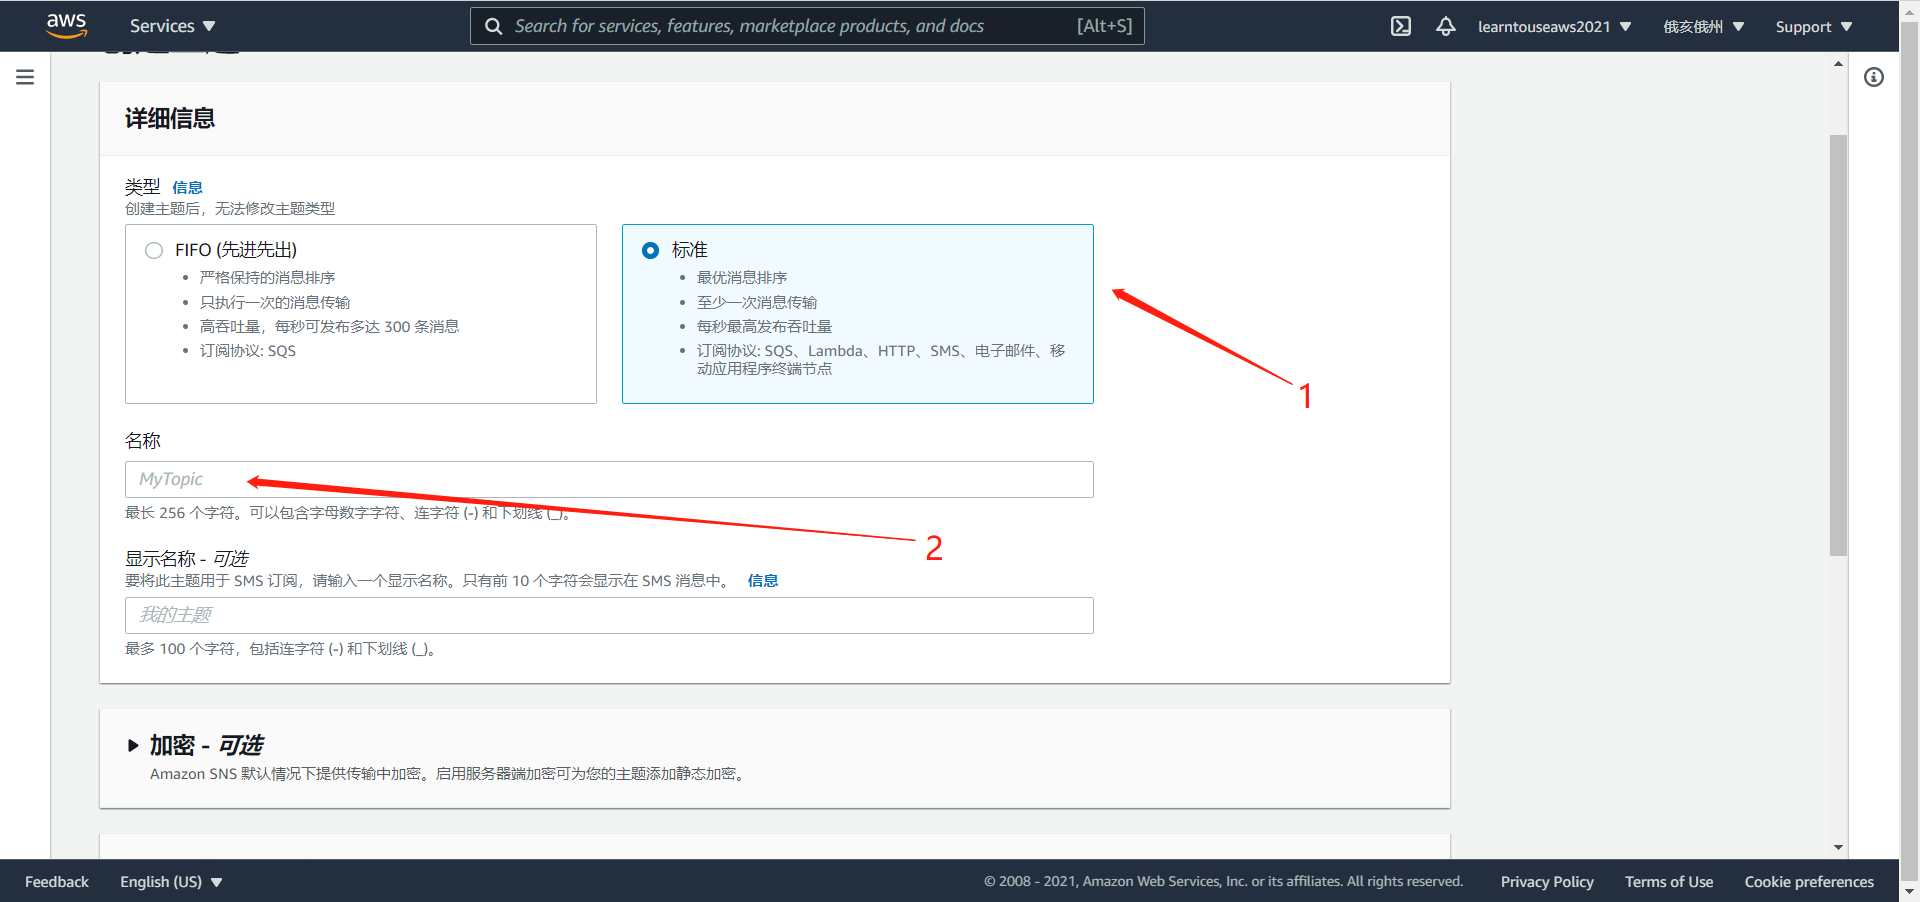 aws
Services
Search for services, features, marketplace products, and docs [Alt+S]
learntouseaws2021
俄亥俄州
Support
详细信息
类型 信息
创建主题后，无法修改主题类型
FIFO (先进先出)
严格保持的消息排序
只执行一次的消息传输
高吞吐量，每秒可发布多达 300 条消息
订阅协议: SQS
标准
最优消息排序
至少一次消息传输
每秒最高发布吞吐量
订阅协议: SQS、Lambda、HTTP、SMS、电子邮件、移
动应用程序终端节点
1
名称
MyTopic
最长 256 个字符。可以包含字母数字字符、连字符 (-) 和下划线 (_)。
2
显示名称 - 可选
要将此主题用于 SMS 订阅，请输入一个显示名称。只有前 10 个字符会显示在 SMS 消息中。 信息
我的主题
最多 100 个字符，包括连字符 (-) 和下划线 (_)。
加密 - 可选
Amazon SNS 默认情况下提供传输中加密。启用服务器端加密可为您的主题添加静态加密。
Feedback
English (US)
© 2008 - 2021, Amazon Web Services, Inc. or its affiliates. All rights reserved.
Privacy Policy
Terms of Use
Cookie preferences